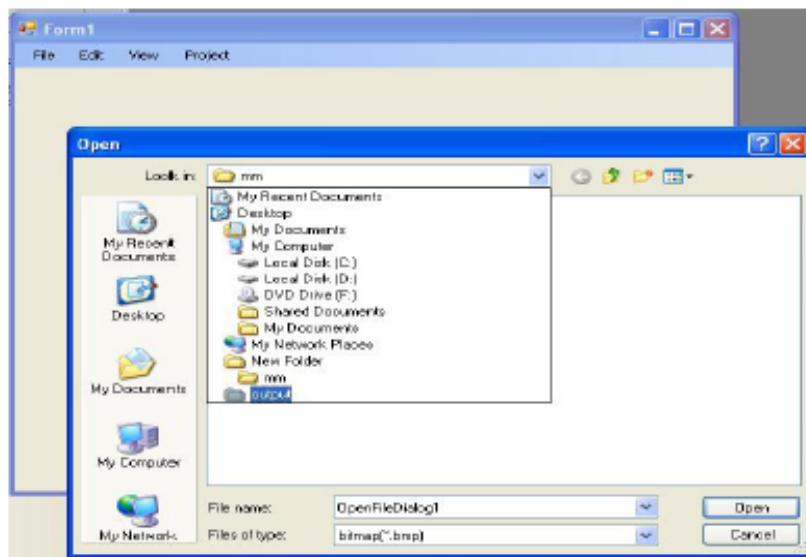 Form1
File Edit View Project
Open
Look in: mm
My Recent Documents
Desktop
My Documents
My Computer
Local Disk (C:)
Local Disk (D:)
DVD Drive (F:)
Shared Documents
My Documents
My Network Places
New Folder
mm
output
My Recent
Documents
Desktop
My Documents
My Computer
My Network
File name: OpenFileDialog1 Open
Files of type: bitmap(*.bmp) Cancel